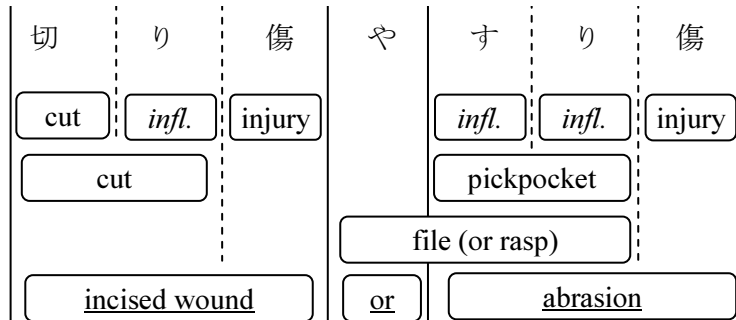 切 り 傷 や す り 傷
cut infl. injury infl. infl. injury
cut pickpocket
file (or rasp)
incised wound or abrasion